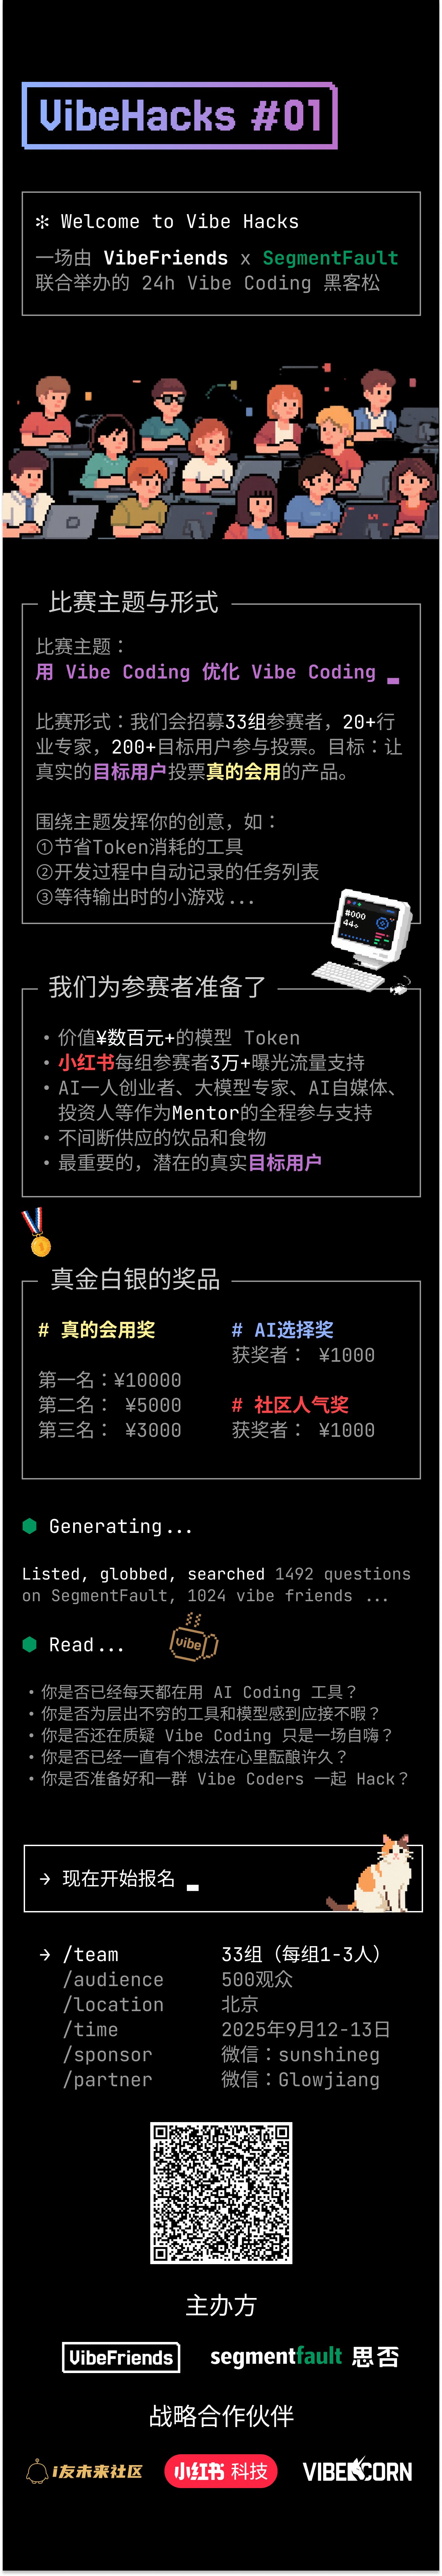 VibeHacks #01
✻ Welcome to Vibe Hacks
一场由 VibeFriends x SegmentFault
联合举办的 24h Vibe Coding 黑客松
比赛主题与形式
比赛主题：
用 Vibe Coding 优化 Vibe Coding
比赛形式：我们会招募33组参赛者，20+行
业专家，200+目标用户参与投票。目标：让
真实的目标用户投票真的会用的产品。
围绕主题发挥你的创意，如：
①节省Token消耗的工具
②开发过程中自动记录的任务列表
③等待输出时的小游戏...
#000
44÷
我们为参赛者准备了
• 价值¥数百元+的模型 Token
• 小红书每组参赛者3万+曝光流量支持
• AI一人创业者、大模型专家、AI自媒体、
投资人等作为Mentor的全程参与支持
• 不间断供应的饮品和食物
• 最重要的，潜在的真实目标用户
真金白银的奖品
# 真的会用奖
第一名：¥10000
第二名： ¥5000
第三名： ¥3000
# AI选择奖
获奖者： ¥1000
# 社区人气奖
获奖者： ¥1000
Generating...
Listed, globbed, searched 1492 questions
on SegmentFault, 1024 vibe friends ...
Read...
vibe
• 你是否已经每天都在用 AI Coding 工具？
• 你是否为层出不穷的工具和模型感到应接不暇？
• 你是否还在质疑 Vibe Coding 只是一场自嗨？
• 你是否已经一直有个想法在心里酝酿许久？
• 你是否准备好和一群 Vibe Coders 一起 Hack？
→ 现在开始报名
→ /team 33组（每组1-3人）
/audience 500观众
/location 北京
/time 2025年9月12-13日
/sponsor 微信：sunshineg
/partner 微信：Glowjiang
主办方
VibeFriends segmentfault 思否
战略合作伙伴
i友未来社区 小红书 科技 VIBERCORN